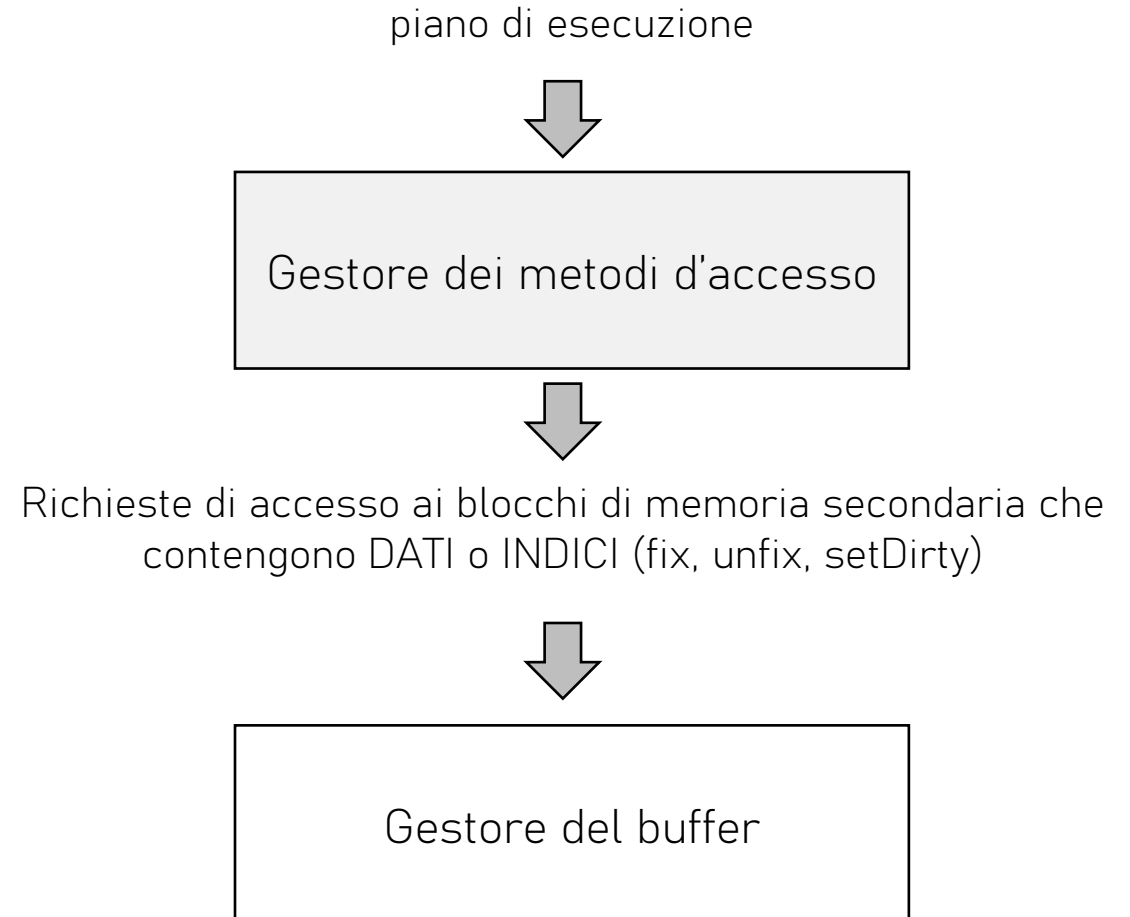 piano di esecuzione
Gestore dei metodi d'accesso
Richieste di accesso ai blocchi di memoria secondaria che
contengono DATI o INDICI (fix, unfix, setDirty)
Gestore del buffer